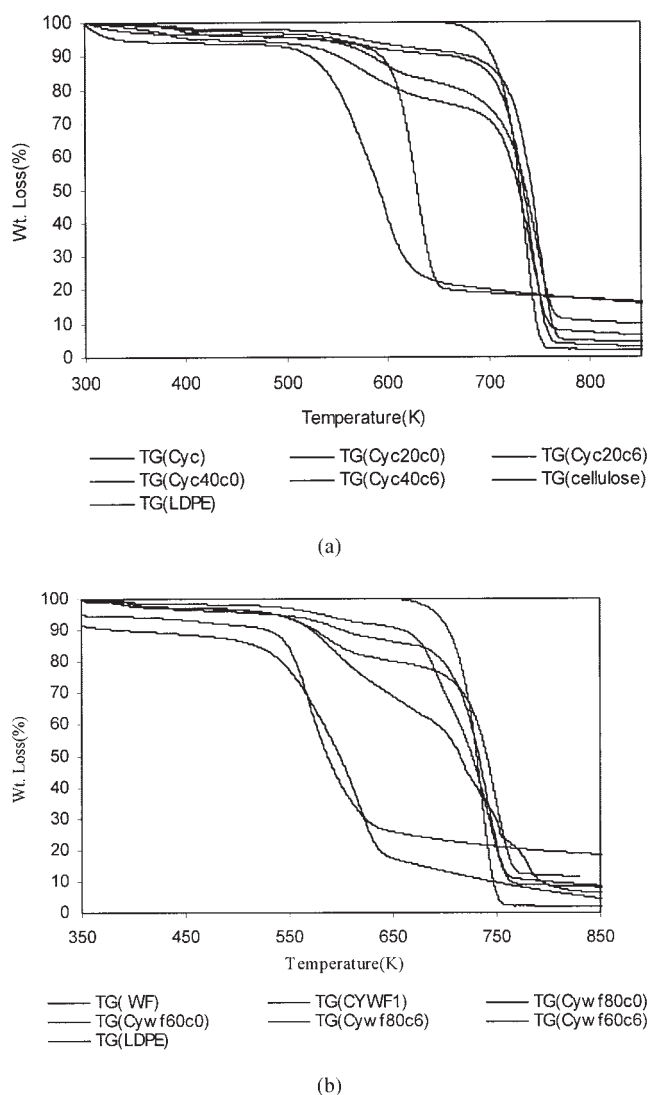 100
90
80
70
60
50
40
30
20
10
0
Wt. Loss(%)
300 400 500 600 700 800
Temperature(K)
TG(Cyc) TG(Cyc20c0) TG(Cyc20c6)
TG(Cyc40c0) TG(Cyc40c6) TG(cellulose)
TG(LDPE)
(a)
100
90
80
70
60
50
40
30
20
10
0
Wt. Loss(%)
350 450 550 650 750 850
Temperature(K)
TG( WF) TG(CYWF1) TG(Cywf80c0)
TG(Cywf60c0) TG(Cywf80c6) TG(Cywf60c6)
TG(LDPE)
(b)